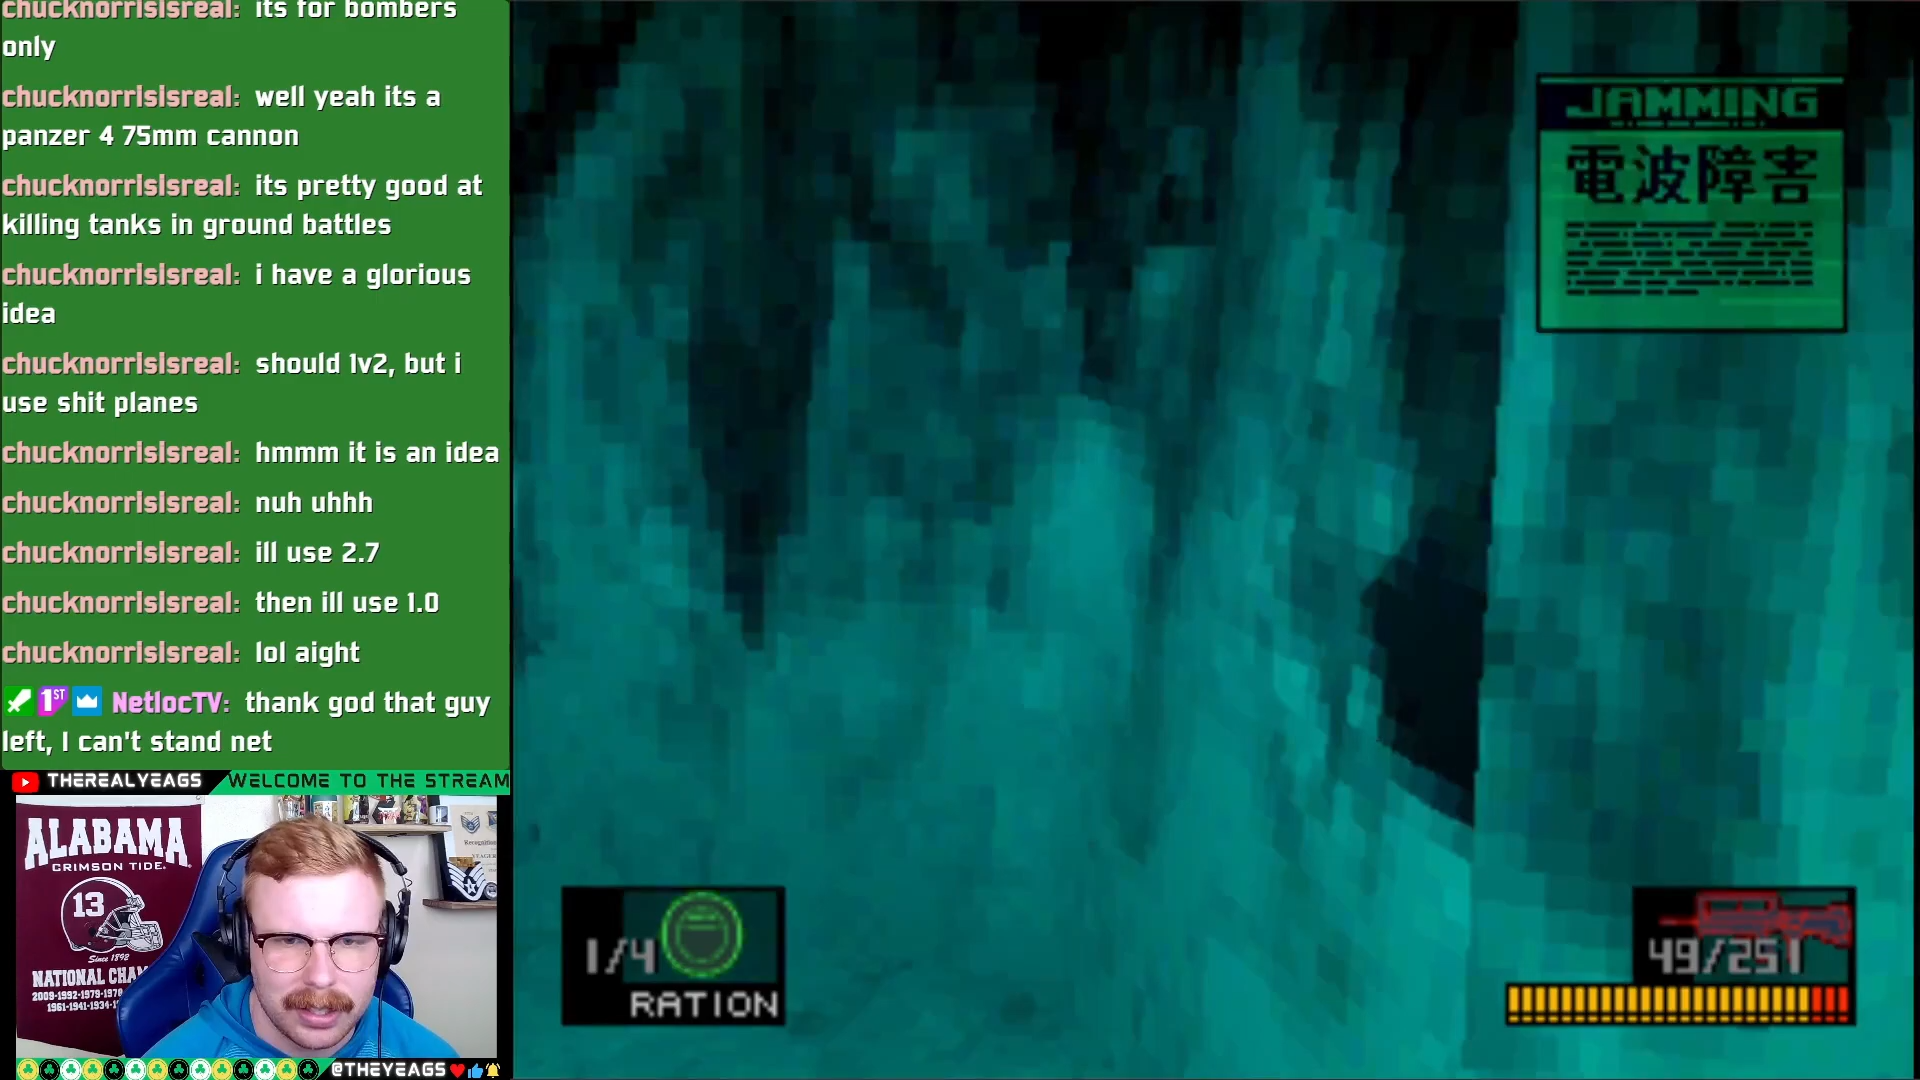 chucknorrisisreal: its for bombers
only
chucknorrisisreal: well yeah its a
panzer 4 75mm cannon
chucknorrisisreal: its pretty good at
killing tanks in ground battles
chucknorrisisreal: i have a glorious
idea
chucknorrisisreal: should 1v2, but i
use shit planes
chucknorrisisreal: hmmm it is an idea
chucknorrisisreal: nuh uhhh
chucknorrisisreal: ill use 2.7
chucknorrisisreal: then ill use 1.0
chucknorrisisreal: lol aight
1ST NetlocTV: thank god that guy
left, I can't stand net
THEREALYEAGS WELCOME TO THE STREAM
ALABAMA
CRIMSON TIDE
13
Since 1892
NATIONAL CHAM
YEAGER
@THEYEAGS
JAMMING
電波障害
1/4
RATION
49/251